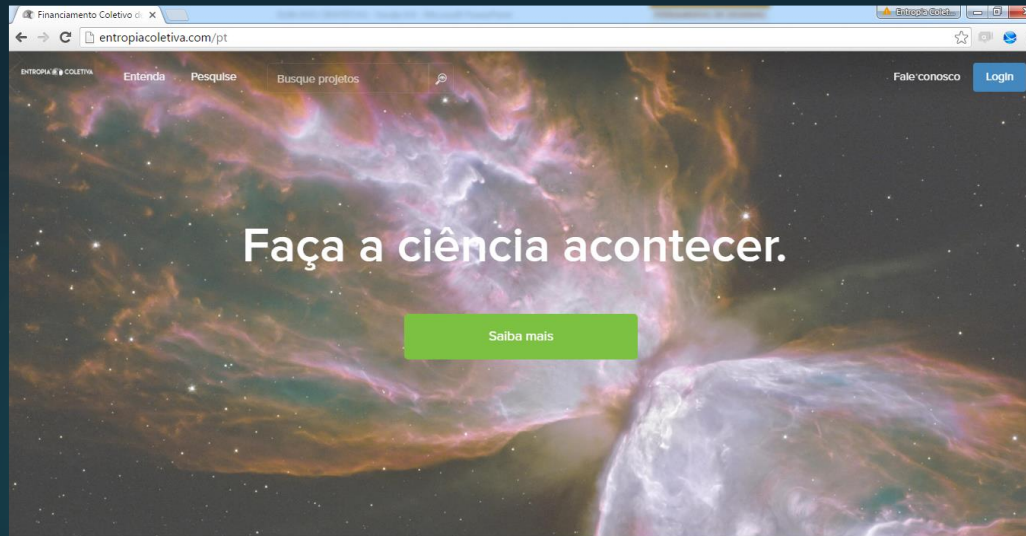 Financiamento Coletivo d
Entropia Colet...
entropiacoletiva.com/pt
ENTROPIA COLETIVA
Entenda
Pesquise
Busque projetos
Fale conosco
Login
Faça a ciência acontecer.
Saiba mais